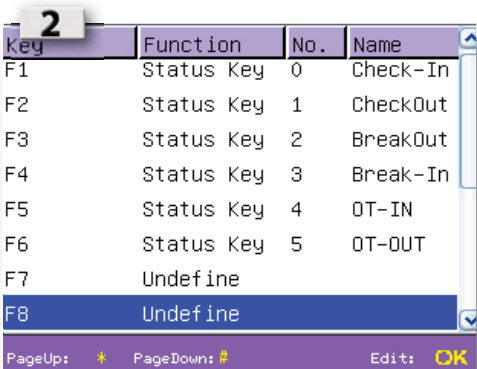 2
Key Function No. Name
F1 Status Key 0 Check-In
F2 Status Key 1 CheckOut
F3 Status Key 2 BreakOut
F4 Status Key 3 Break-In
F5 Status Key 4 OT-IN
F6 Status Key 5 OT-OUT
F7 Undefine
F8 Undefine
PageUp: * PageDown: # Edit: OK